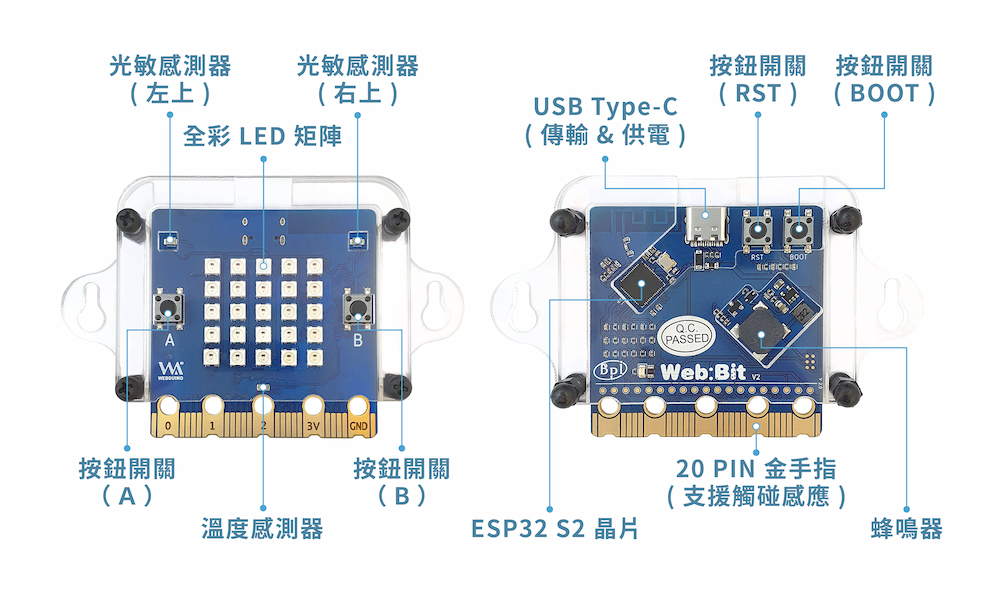 光敏感測器
( 左上 )
光敏感測器
( 右上 )
全彩 LED 矩陣
A
B
WEBDUINO
0
1
2
3V
GND
按鈕開關
( A )
按鈕開關
( B )
溫度感測器
USB Type-C
( 傳輸 & 供電 )
按鈕開關
( RST )
按鈕開關
( BOOT )
RST
BOOT
Q.C.
PASSED
Bpl
Web:Bit V2
20 PIN 金手指
( 支援觸碰感應 )
ESP32 S2 晶片
蜂鳴器